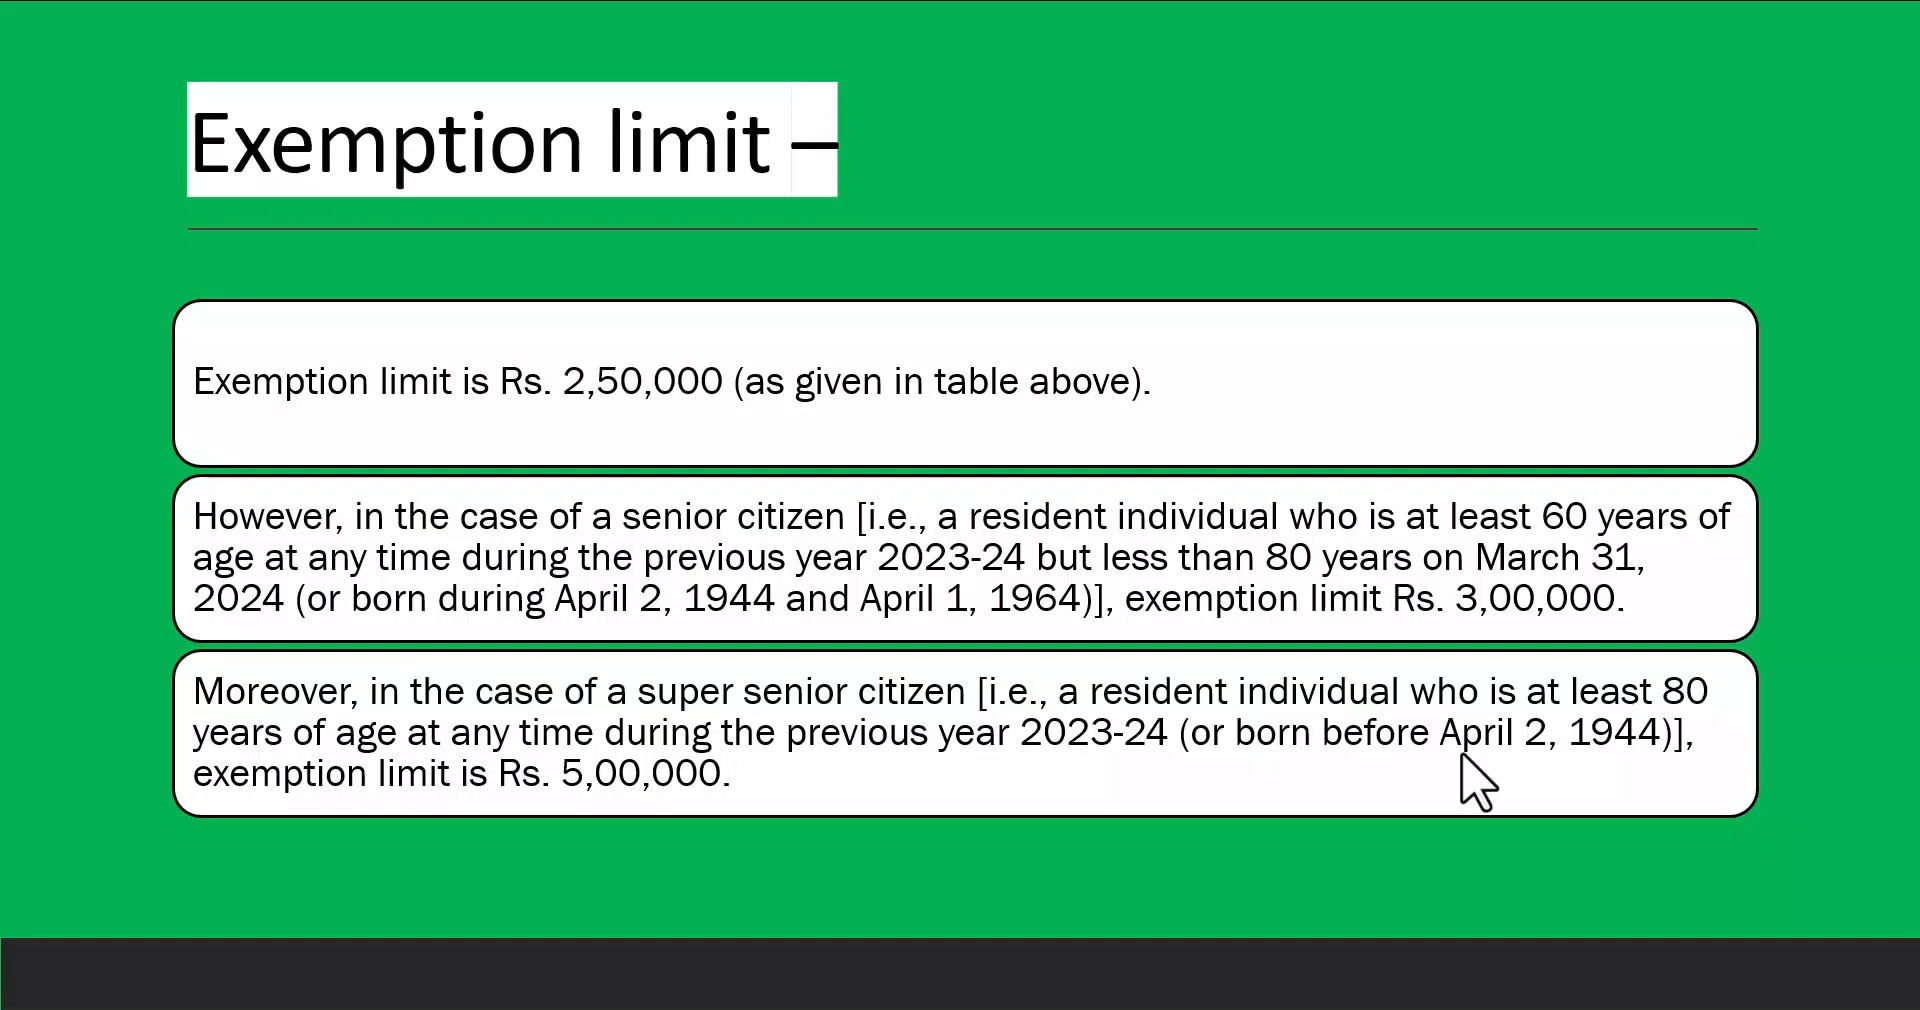 Exemption limit –
Exemption limit is Rs. 2,50,000 (as given in table above).
However, in the case of a senior citizen [i.e., a resident individual who is at least 60 years of
age at any time during the previous year 2023-24 but less than 80 years on March 31,
2024 (or born during April 2, 1944 and April 1, 1964)], exemption limit Rs. 3,00,000.
Moreover, in the case of a super senior citizen [i.e., a resident individual who is at least 80
years of age at any time during the previous year 2023-24 (or born before April 2, 1944)],
exemption limit is Rs. 5,00,000.